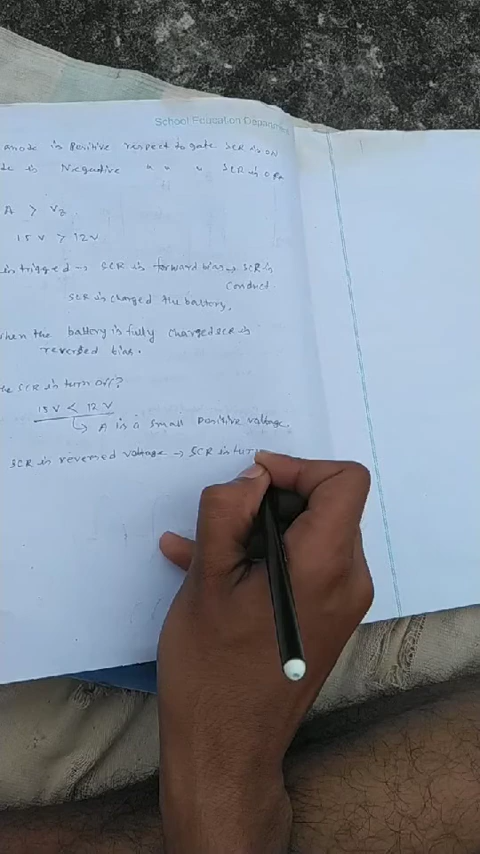 School Education Department
anode is Positive respect to gate SCR is ON
is Negative " " " SCR is OFF
A > Vz
15 V > 12V
is trigged → SCR is forward bias → SCR is
conduct
SCR is charged the battery.
when the battery is fully charged SCR is
reversed bias.
the SCR is turn off?
15 V < 12 V
↳ A is a small Positive voltage.
SCR is reversed voltage → SCR is turn